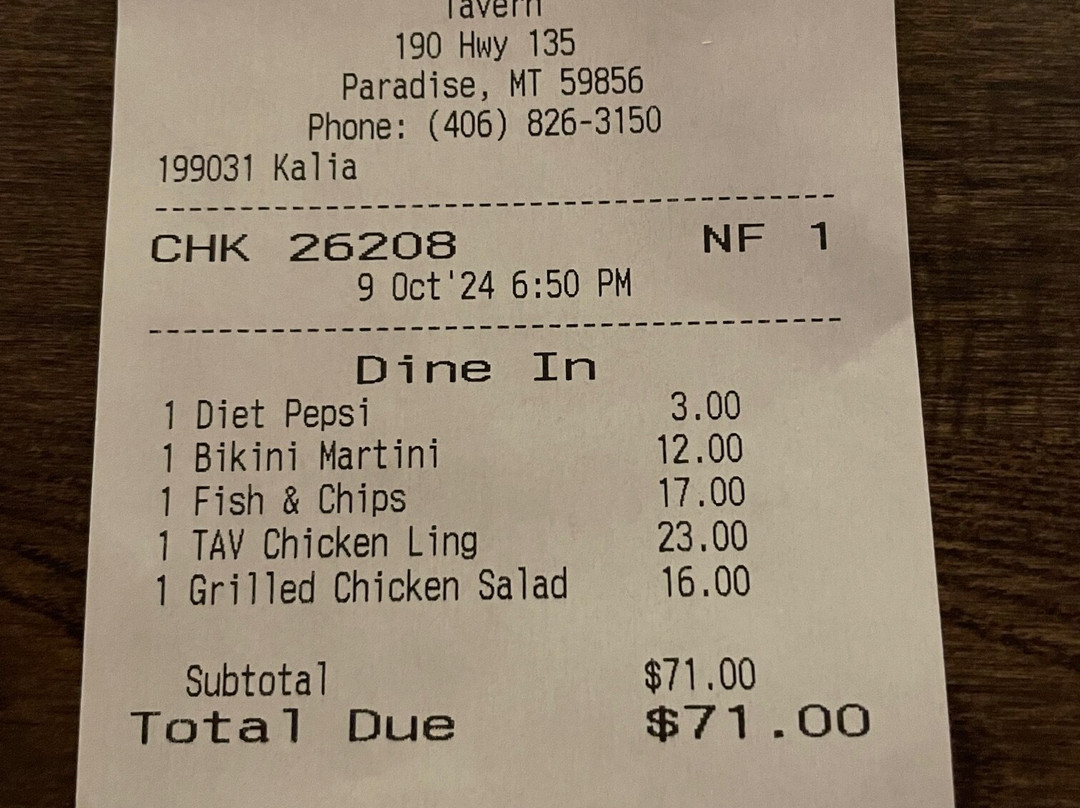 Tavern
190 Hwy 135
Paradise, MT 59856
Phone: (406) 826-3150
199031 Kalia
CHK 26208 NF 1
9 Oct'24 6:50 PM
Dine In
1 Diet Pepsi 3.00
1 Bikini Martini 12.00
1 Fish & Chips 17.00
1 TAV Chicken Ling 23.00
1 Grilled Chicken Salad 16.00
Subtotal $71.00
Total Due $71.00